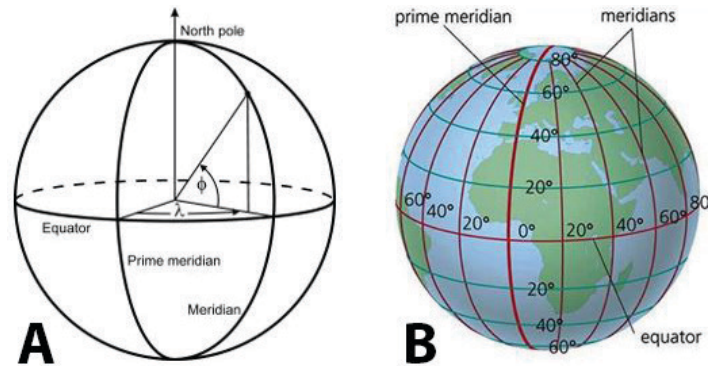 North pole
ϕ
λ
Equator
Prime meridian
Meridian
A
prime meridian
meridians
80°
60°
40°
20°
60° 40° 20° 0° 20° 40° 60° 80
20°
40°
60°
equator
B